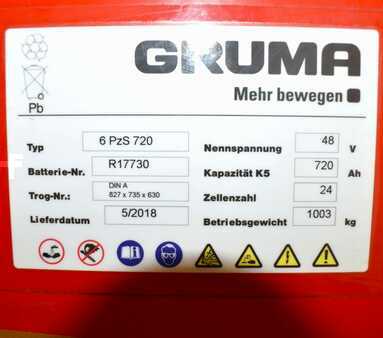 GRUMA
Mehr bewegen
Pb
Typ 6 PzS 720
Batterie-Nr. R17730
Trog-Nr.: DIN A 827 x 735 x 630
Lieferdatum 5/2018
Nennspannung 48 V
Kapazität K5 720 Ah
Zellenzahl 24
Betriebsgewicht 1003 kg